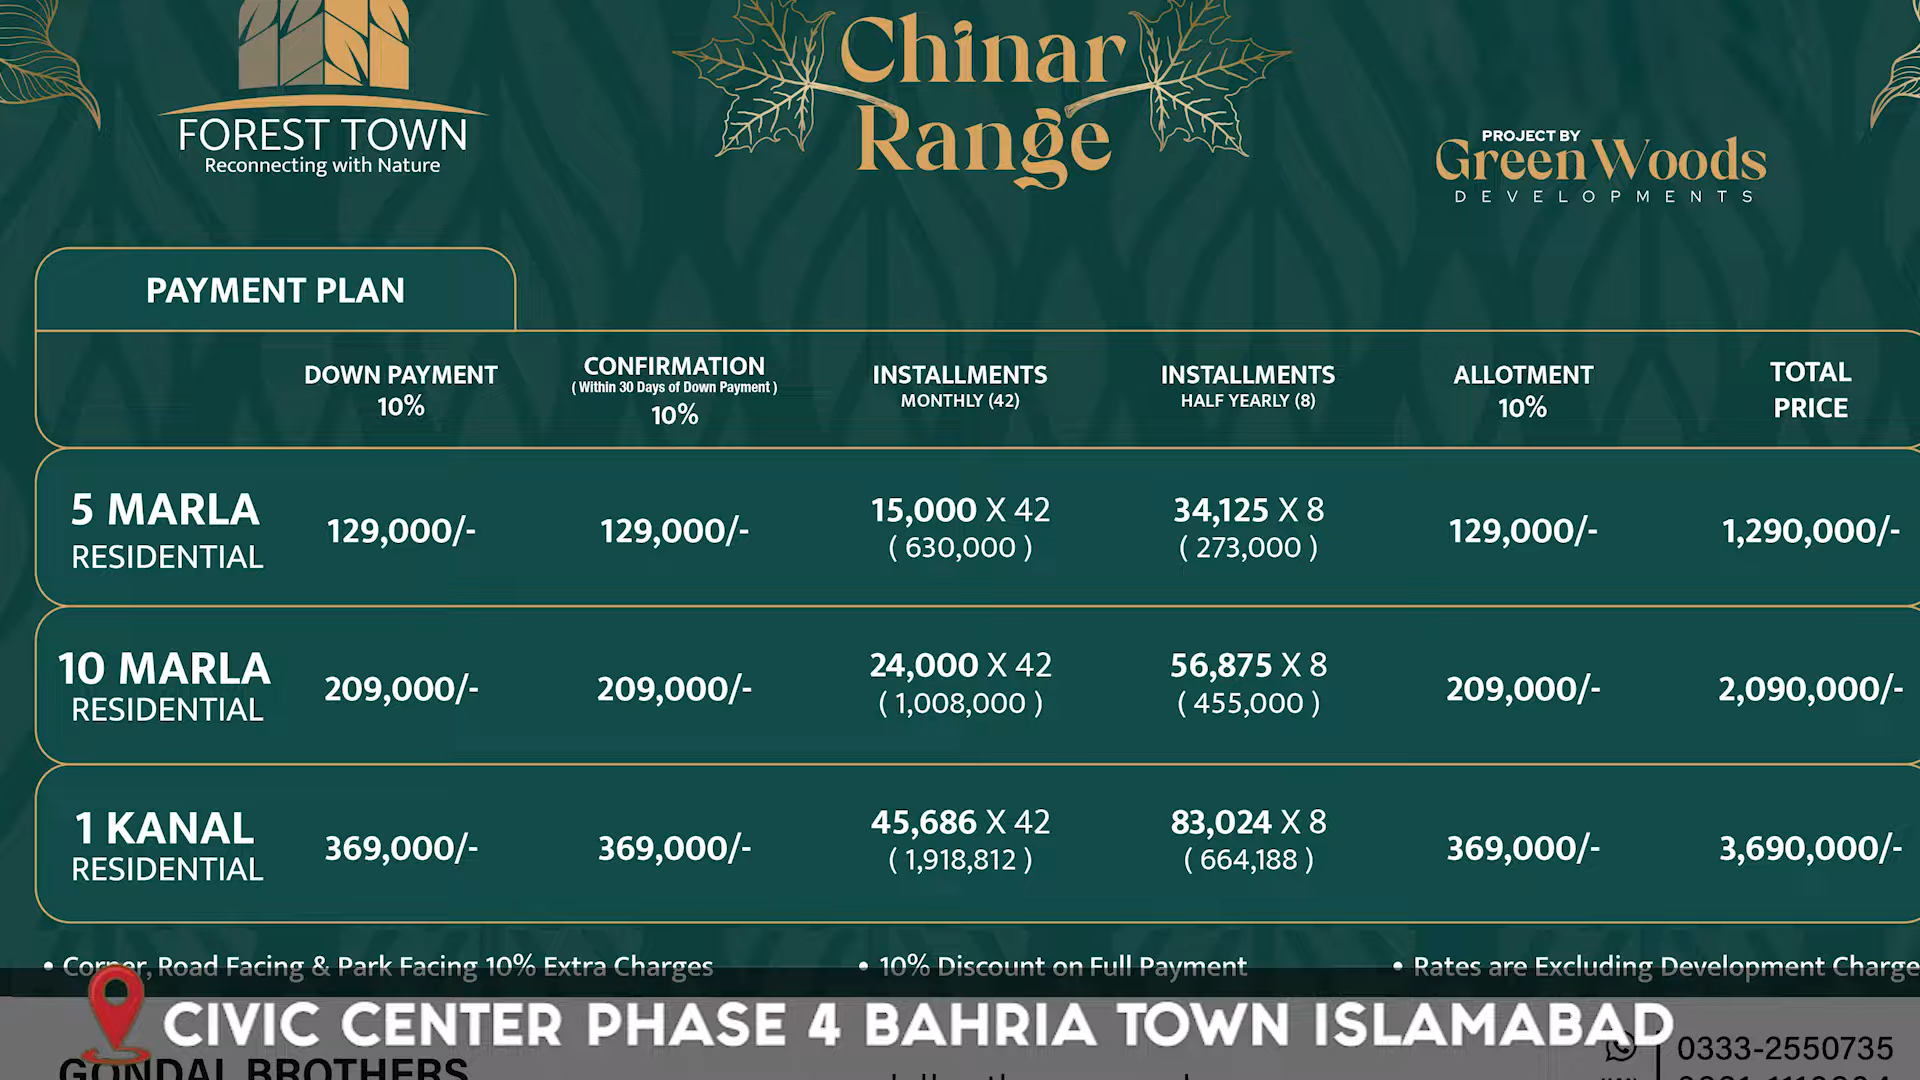 FOREST TOWN
Reconnecting with Nature
Chinar
Range
PROJECT BY
GreenWoods
DEVELOPMENTS
PAYMENT PLAN
DOWN PAYMENT
10%
CONFIRMATION
( Within 30 Days of Down Payment )
10%
INSTALLMENTS
MONTHLY (42)
INSTALLMENTS
HALF YEARLY (8)
ALLOTMENT
10%
TOTAL
PRICE
5 MARLA
RESIDENTIAL
129,000/-
129,000/-
15,000 X 42
( 630,000 )
34,125 X 8
( 273,000 )
129,000/-
1,290,000/-
10 MARLA
RESIDENTIAL
209,000/-
209,000/-
24,000 X 42
( 1,008,000 )
56,875 X 8
( 455,000 )
209,000/-
2,090,000/-
1 KANAL
RESIDENTIAL
369,000/-
369,000/-
45,686 X 42
( 1,918,812 )
83,024 X 8
( 664,188 )
369,000/-
3,690,000/-
• Corner, Road Facing & Park Facing 10% Extra Charges
• 10% Discount on Full Payment
• Rates are Excluding Development Charge
CIVIC CENTER PHASE 4 BAHRIA TOWN ISLAMABAD
GONDAL BROTHERS
0333-2550735